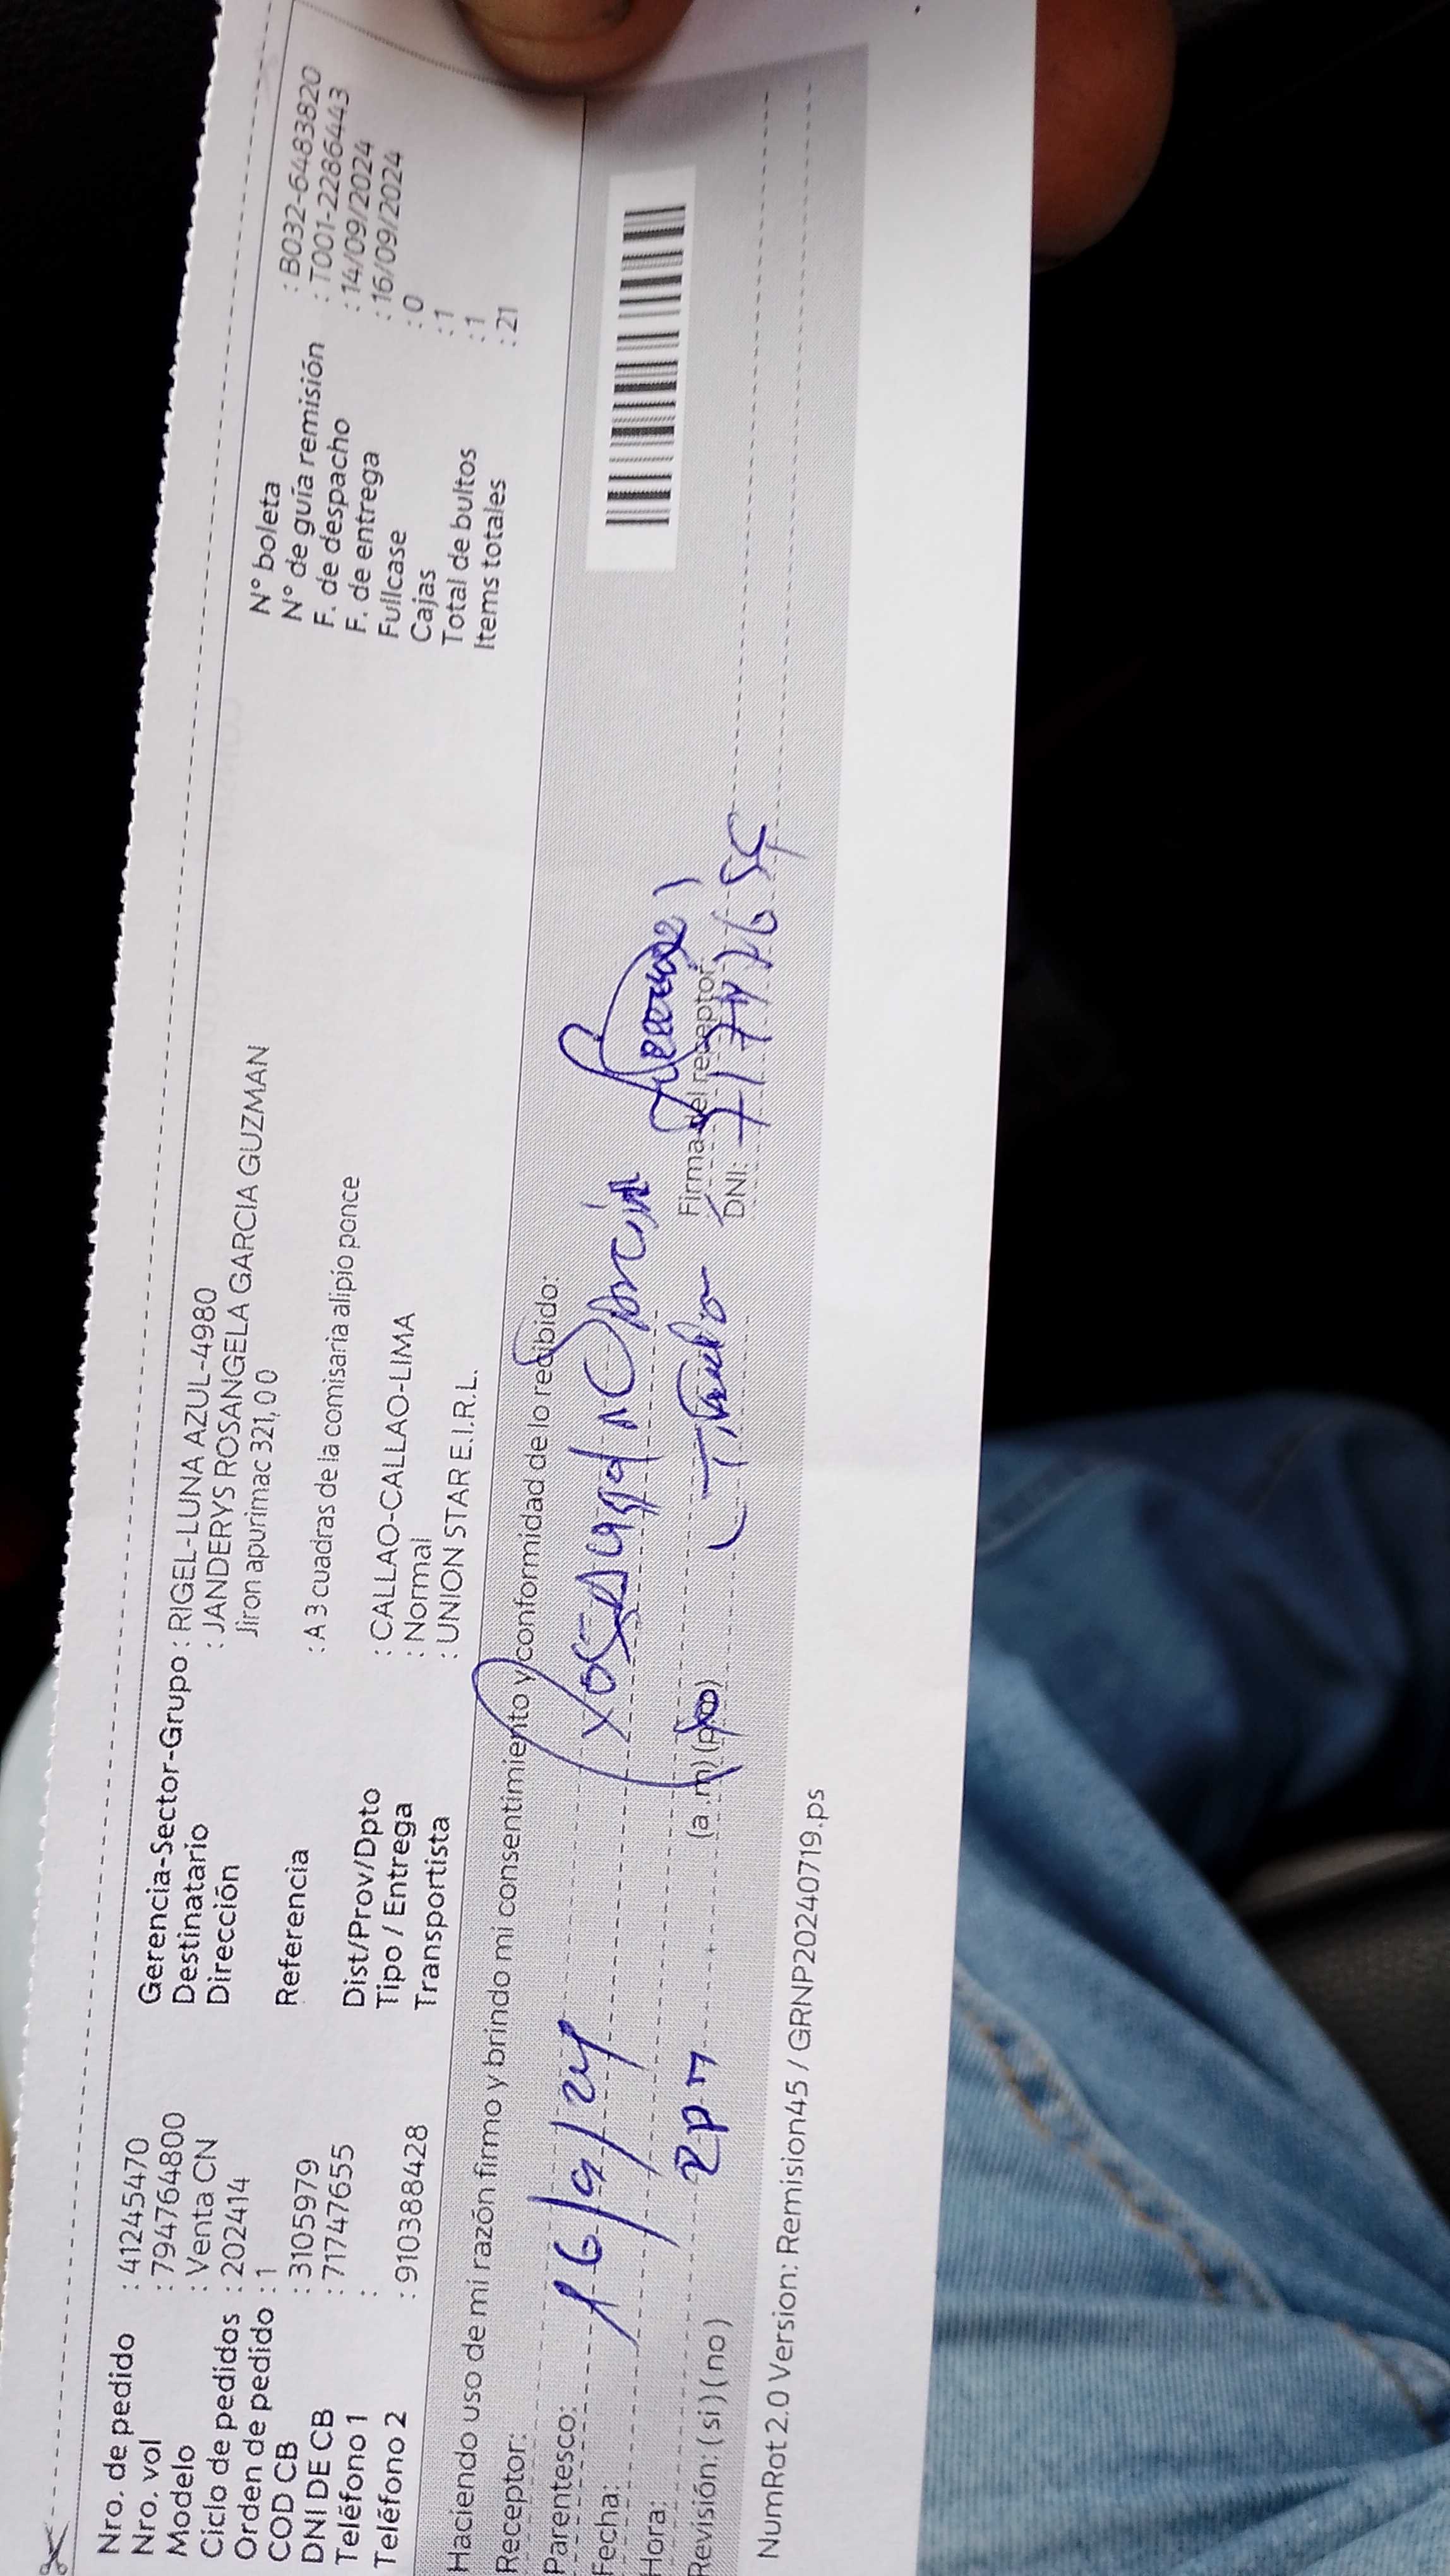 Nro. de pedido : 41245470
Nro. vol : 794764800
Modelo : Venta CN
Ciclo de pedidos : 202414
Orden de pedido : 1
COD CB : 3105979
DNI DE CB : 71747655
Teléfono 1 :
Teléfono 2 : 910388428
Gerencia-Sector-Grupo : RIGEL-LUNA AZUL-4980
Destinatario : JANDERYS ROSANGELA GARCIA GUZMAN
Dirección Jiron apurimac 321,0 0
Referencia : A 3 cuadras de la comisaria alipio ponce
Dist/Prov/Dpto : CALLAO-CALLAO-LIMA
Tipo / Entrega : Normal
Transportista : UNION STAR E.I.R.L.
N° boleta : B032-6483820
N° de guía remisión : T001-2286443
F. de despacho : 14/09/2024
F. de entrega : 16/09/2024
Fullcase : 0
Cajas : 1
Total de bultos : 1
Items totales : 21
Haciendo uso de mi razón firmo y brindo mi consentimiento y conformidad de lo recibido:
Receptor:
Parentesco:
Fecha: 16/9/24
Hora: 2pm (a.m) (p.m)
Firma del receptor
Revisión: ( si ) ( no )
DNI:
NumRot 2.0 Version: Remision45 / GRNP20240719.ps